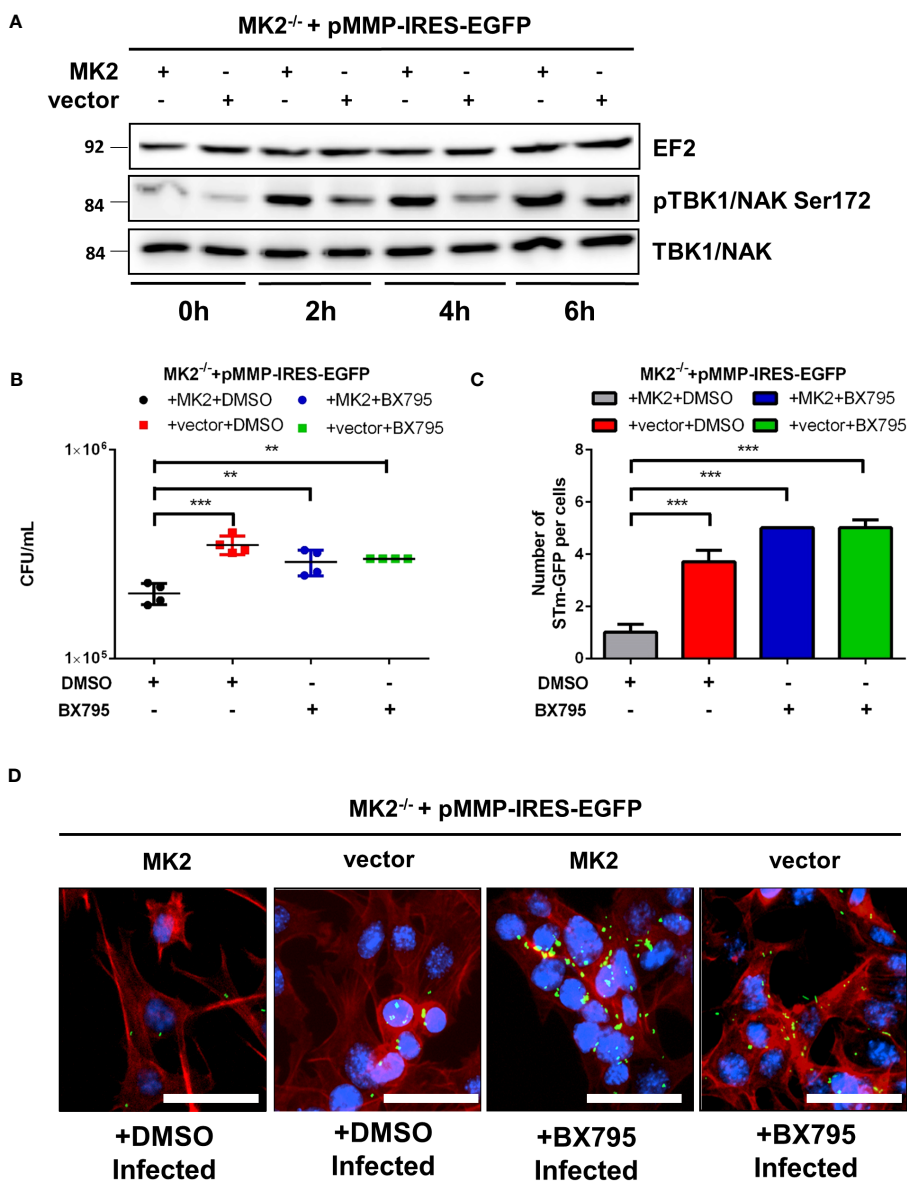 A
MK2-/- + pMMP-IRES-EGFP
MK2 + - + - + - + -
vector - + - + - + - +
92 EF2
84 pTBK1/NAK Ser172
84 TBK1/NAK
0h 2h 4h 6h
B
MK2-/-+pMMP-IRES-EGFP
+MK2+DMSO +MK2+BX795
+vector+DMSO +vector+BX795
1×10⁶
**
**
***
CFU/mL
1×10⁵
DMSO + + - -
BX795 - - + +
C
MK2-/-+pMMP-IRES-EGFP
+MK2+DMSO +MK2+BX795
+vector+DMSO +vector+BX795
8
***
***
***
6
Number of
STm-GFP per cells
4
2
0
DMSO + + - -
BX795 - - + +
D
MK2-/- + pMMP-IRES-EGFP
MK2 vector MK2 vector
+DMSO +DMSO +BX795 +BX795
Infected Infected Infected Infected